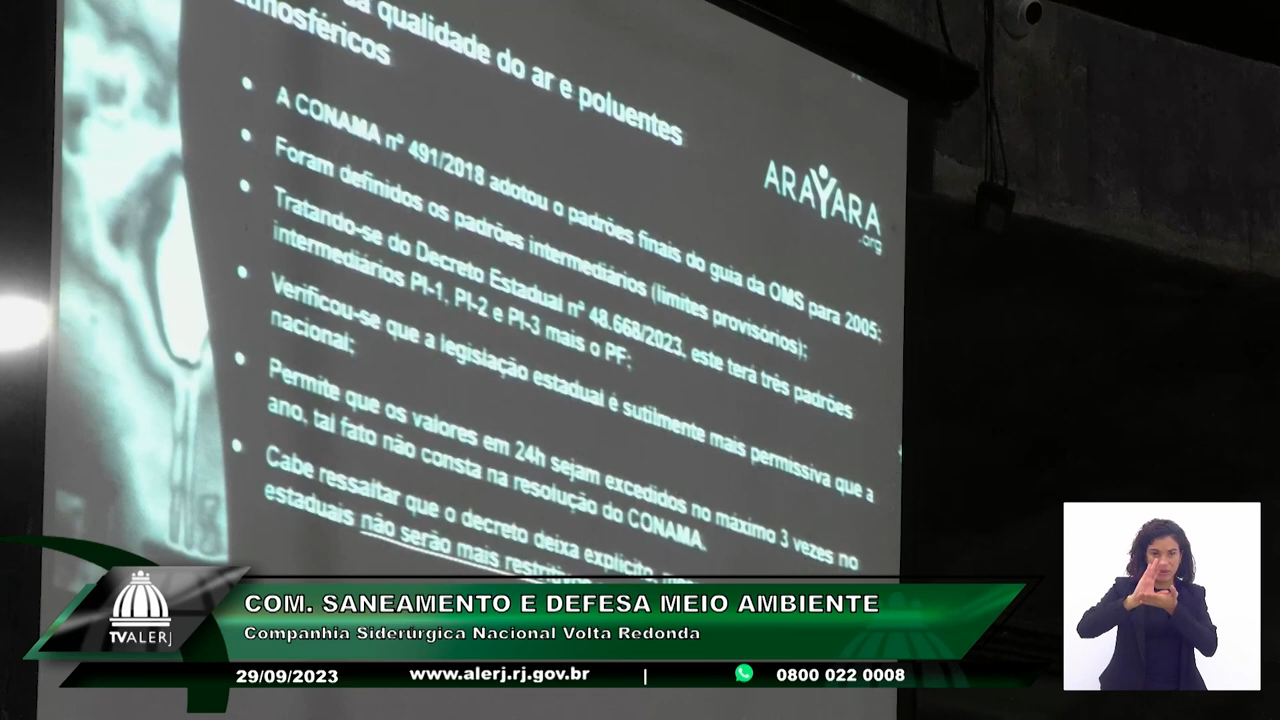 da qualidade do ar e poluentes
atmosféricos
ARAYARA
.org
• A CONAMA nº 491/2018 adotou o padrões finais do guia da OMS para 2005;
• Foram definidos os padrões intermediários (limites provisórios);
• Tratando-se do Decreto Estadual nº 48.668/2023, este terá três padrões
intermediários PI-1, PI-2 e PI-3 mais o PF;
• Verificou-se que a legislação estadual é sutilmente mais permissiva que a
nacional;
• Permite que os valores em 24h sejam excedidos no máximo 3 vezes no
ano, tal fato não consta na resolução do CONAMA.
• Cabe ressaltar que o decreto deixa explícito,
estaduais não serão mais restritivos
TVALERJ
COM. SANEAMENTO E DEFESA MEIO AMBIENTE
Companhia Siderúrgica Nacional Volta Redonda
29/09/2023 www.alerj.rj.gov.br | 0800 022 0008